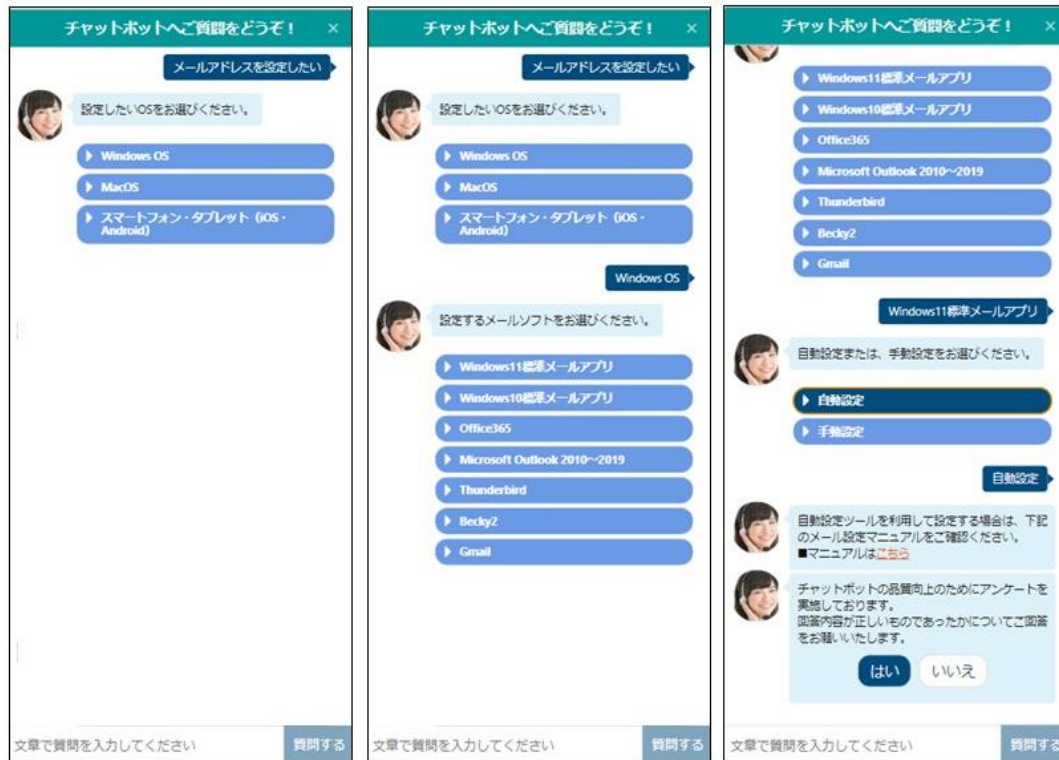 チャットボットへご質問をどうぞ！ ×
メールアドレスを設定したい
設定したいOSをお選びください。
Windows OS
MacOS
スマートフォン・タブレット（iOS・
Android）
文章で質問を入力してください 質問する
チャットボットへご質問をどうぞ！ ×
メールアドレスを設定したい
設定したいOSをお選びください。
Windows OS
MacOS
スマートフォン・タブレット（iOS・
Android）
Windows OS
設定するメールソフトをお選びください。
Windows11標準メールアプリ
Windows10標準メールアプリ
Office365
Microsoft Outlook 2010～2019
Thunderbird
Becky2
Gmail
文章で質問を入力してください 質問する
チャットボットへご質問をどうぞ！ ×
Windows11標準メールアプリ
Windows10標準メールアプリ
Office365
Microsoft Outlook 2010～2019
Thunderbird
Becky2
Gmail
Windows11標準メールアプリ
自動設定または、手動設定をお選びください。
自動設定
手動設定
自動設定
自動設定ツールを利用して設定する場合は、下記
のメール設定マニュアルをご確認ください。
■マニュアルはこちら
チャットボットの品質向上のためにアンケートを
実施しております。
回答内容が正しいものであったかについてご回答
をお願いいたします。
はい いいえ
文章で質問を入力してください 質問する